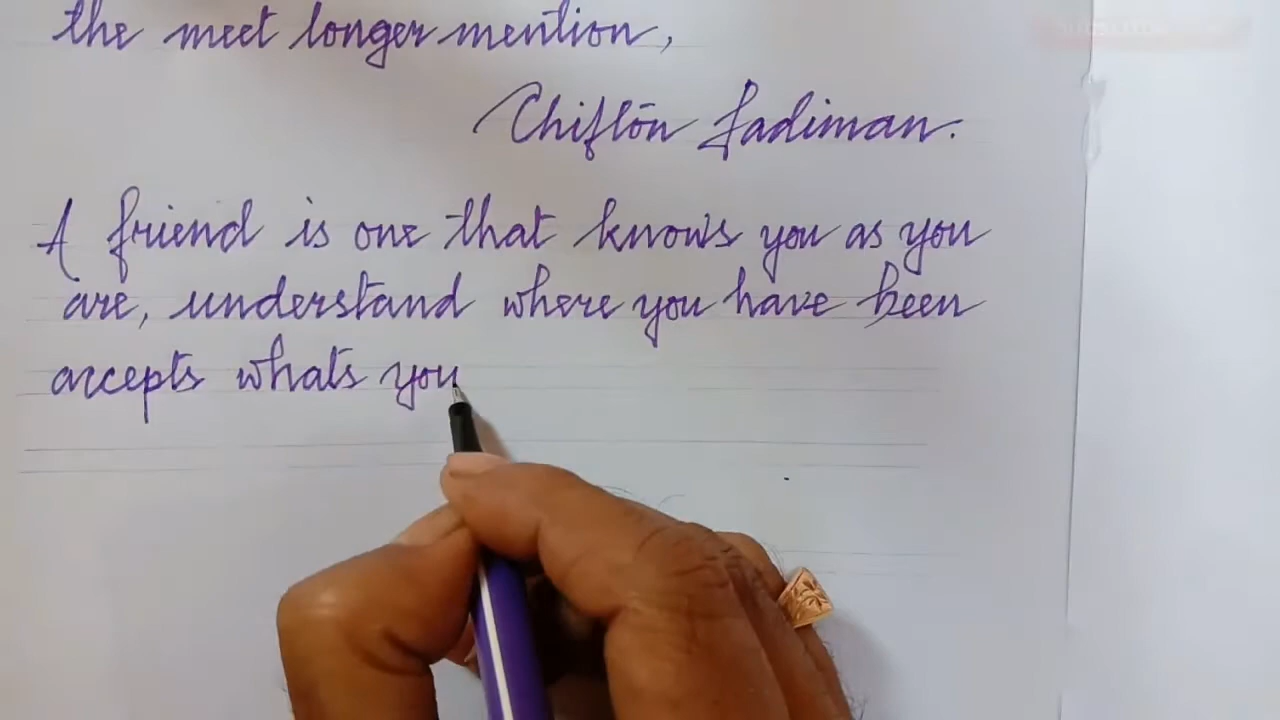 the meet longer mention,
Chiflōn fadiman.
A friend is one that knows you as you
are, understand where you have been
accepts whats you